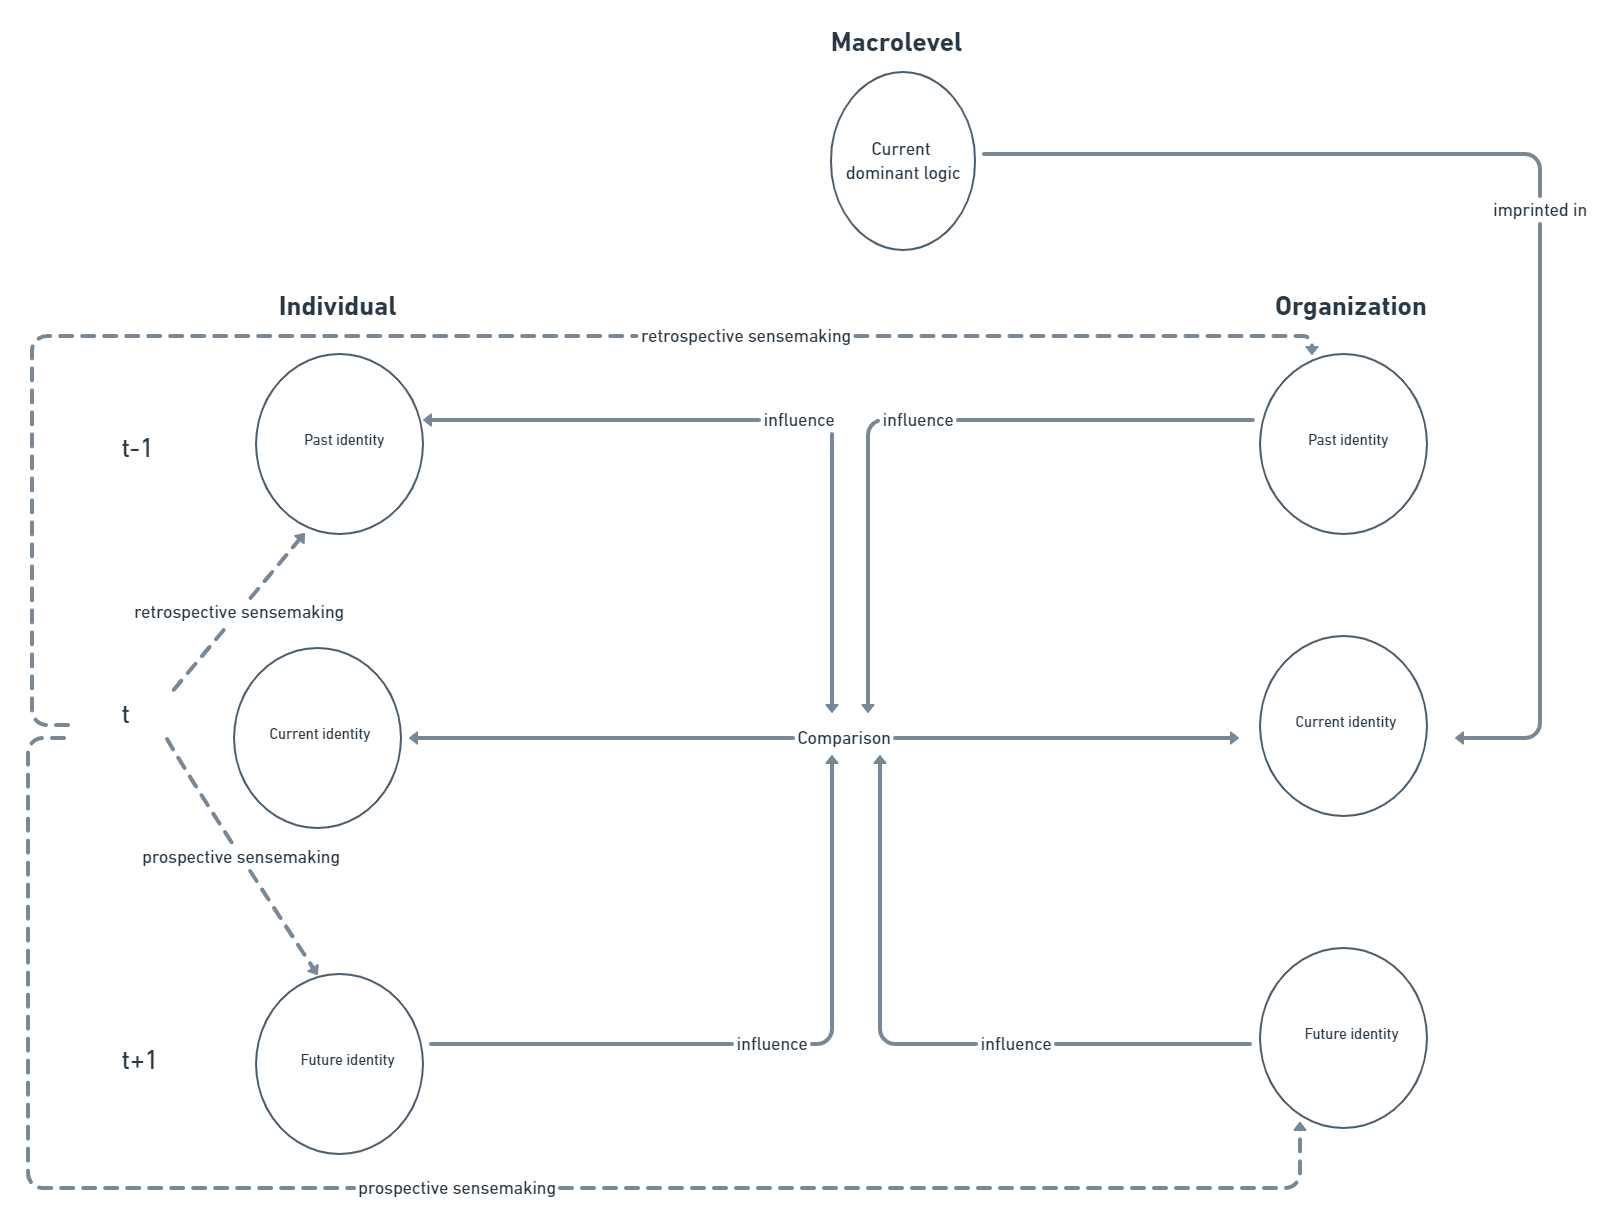 Macrolevel
Current
dominant logic
imprinted in
Individual
Organization
retrospective sensemaking
t-1
Past identity
influence
influence
Past identity
retrospective sensemaking
t
Current identity
Comparison
Current identity
prospective sensemaking
t+1
Future identity
influence
influence
Future identity
prospective sensemaking